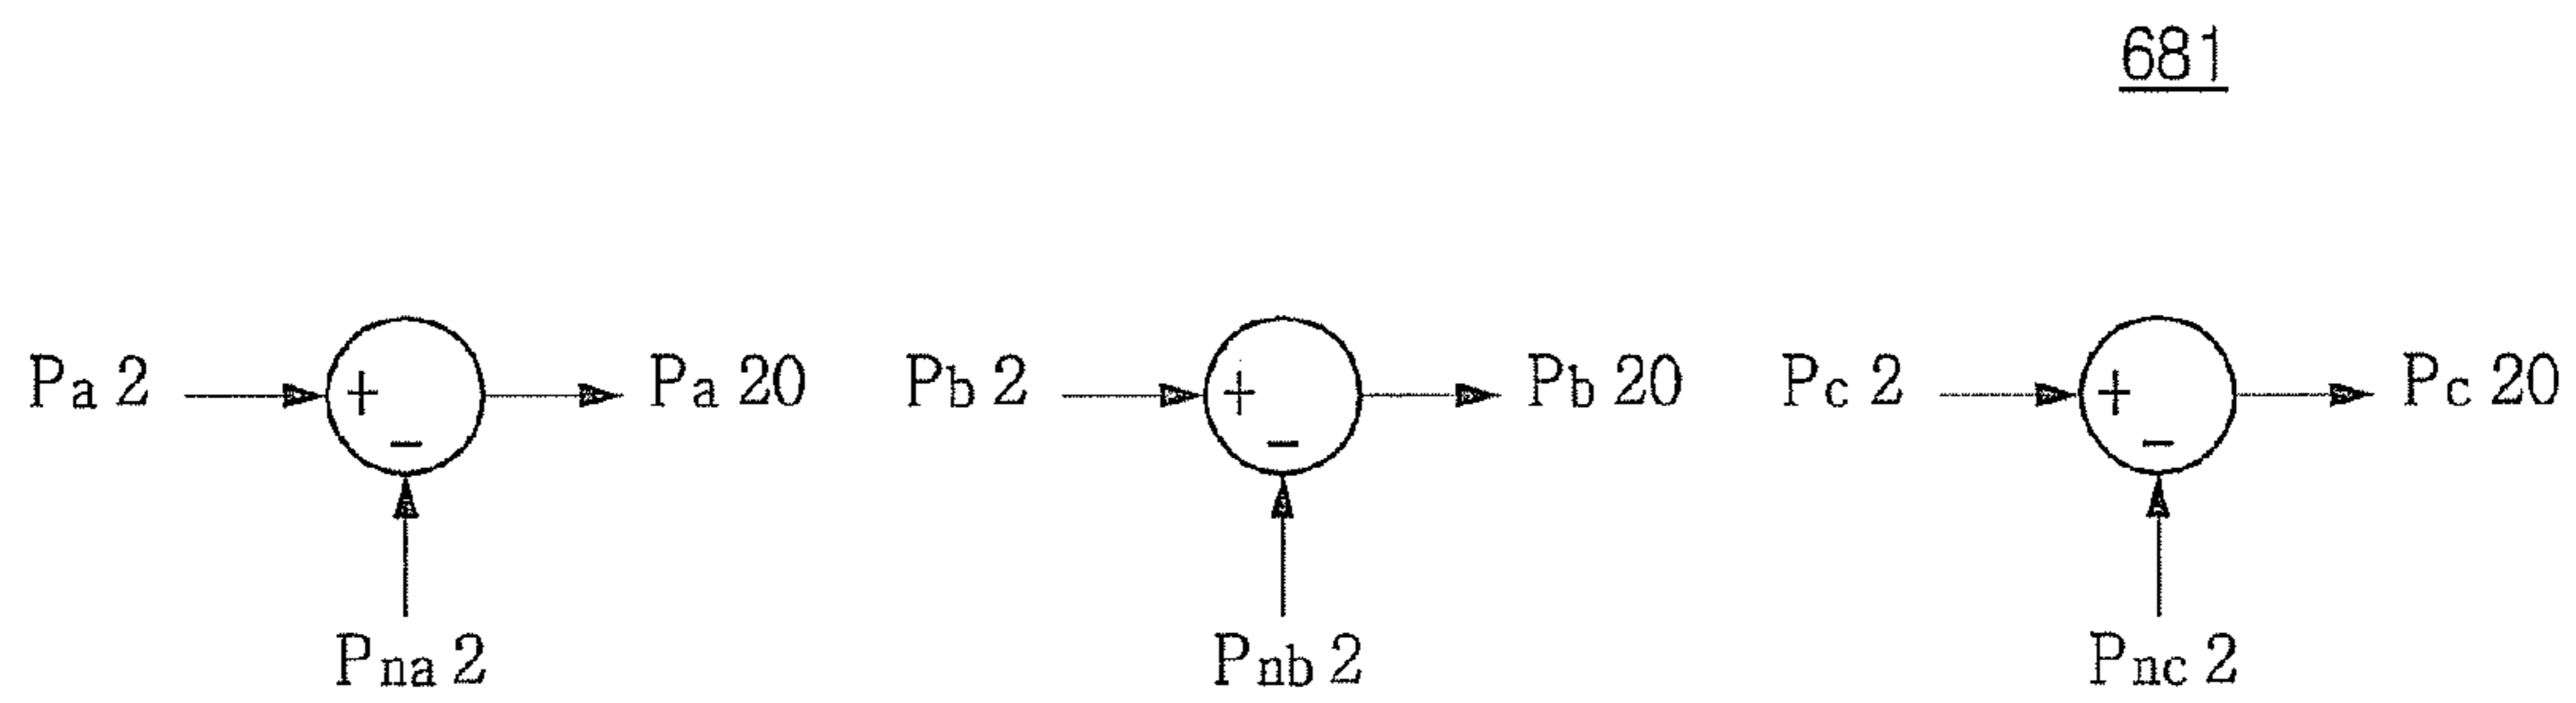 681
Pa 2 + − Pa 20 Pb 2 + − Pb 20 Pc 2 + − Pc 20
Pna 2 Pnb 2 Pnc 2